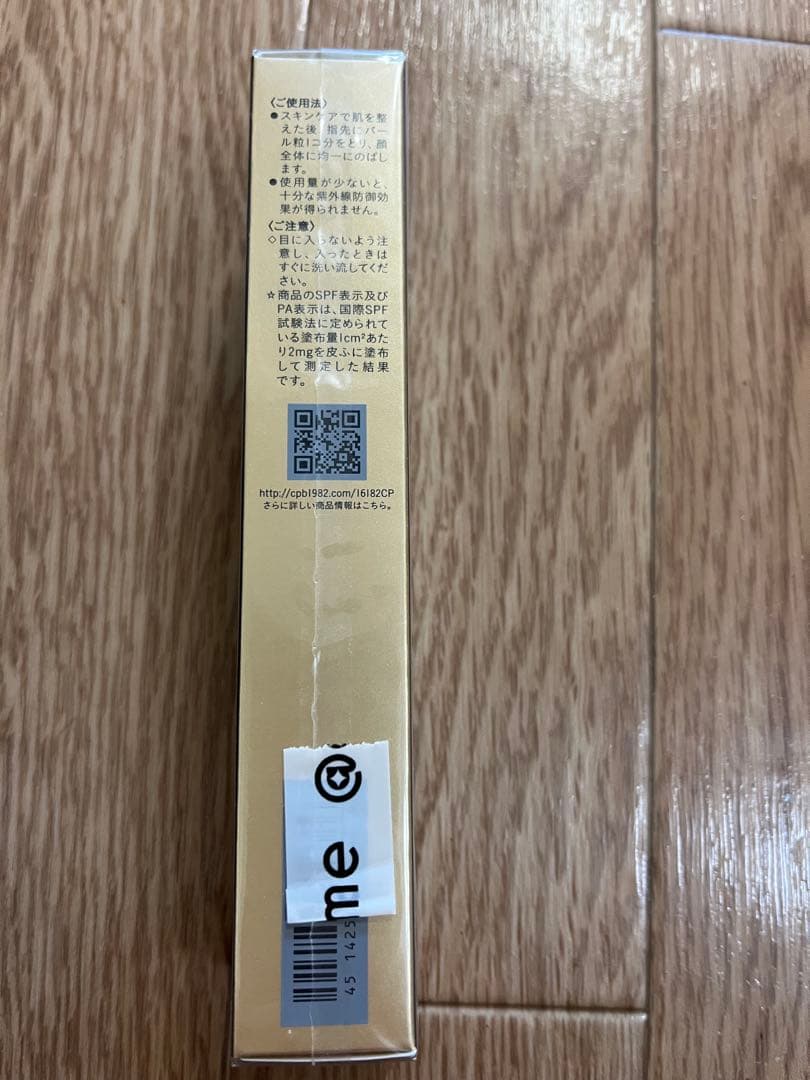 〈ご使用法〉
●スキンケアで肌を整
えた後、指先にパー
ル粒1コ分をとり、顔
全体に均一にのばし
ます。
●使用量が少ないと、
十分な紫外線防御効
果が得られません。
〈ご注意〉
◇目に入らないよう注
意し、入ったときは
すぐに洗い流してくだ
さい。
☆商品のSPF表示及び
PA表示は、国際SPF
試験法に定められて
いる塗布量1cm²あた
り2mgを皮ふに塗布
して測定した結果
です。
http://cpb1982.com/16182CP
さらに詳しい商品情報はこちら。
@
me
45 1425